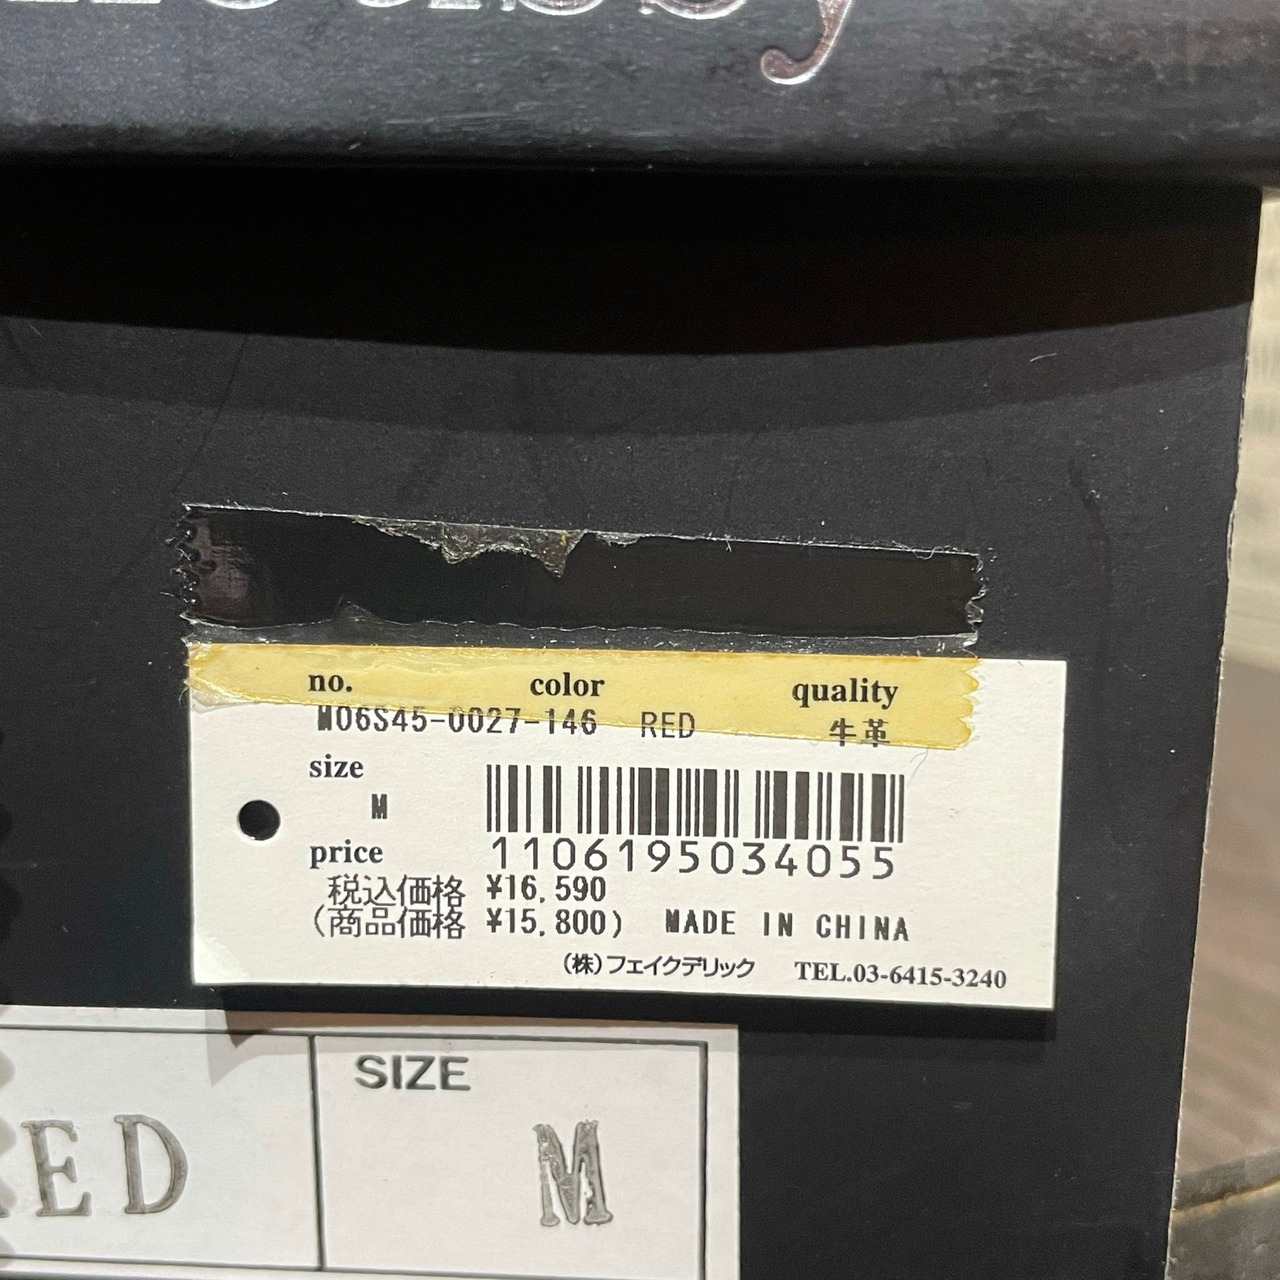 no. color quality
M06S45-0027-146 RED 牛革
size
M
1106195034055
price
税込価格 ¥16,590
(商品価格 ¥15,800) MADE IN CHINA
(株)フェイクデリック TEL.03-6415-3240
SIZE
RED M